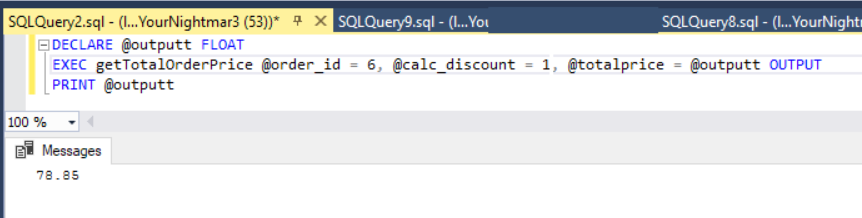 SQLQuery2.sql - (l...YourNightmar3 (53))* SQLQuery9.sql - (l...You SQLQuery8.sql - (l...YourNight
DECLARE @outputt FLOAT
EXEC getTotalOrderPrice @order_id = 6, @calc_discount = 1, @totalprice = @outputt OUTPUT
PRINT @outputt
100 %
Messages
78.85